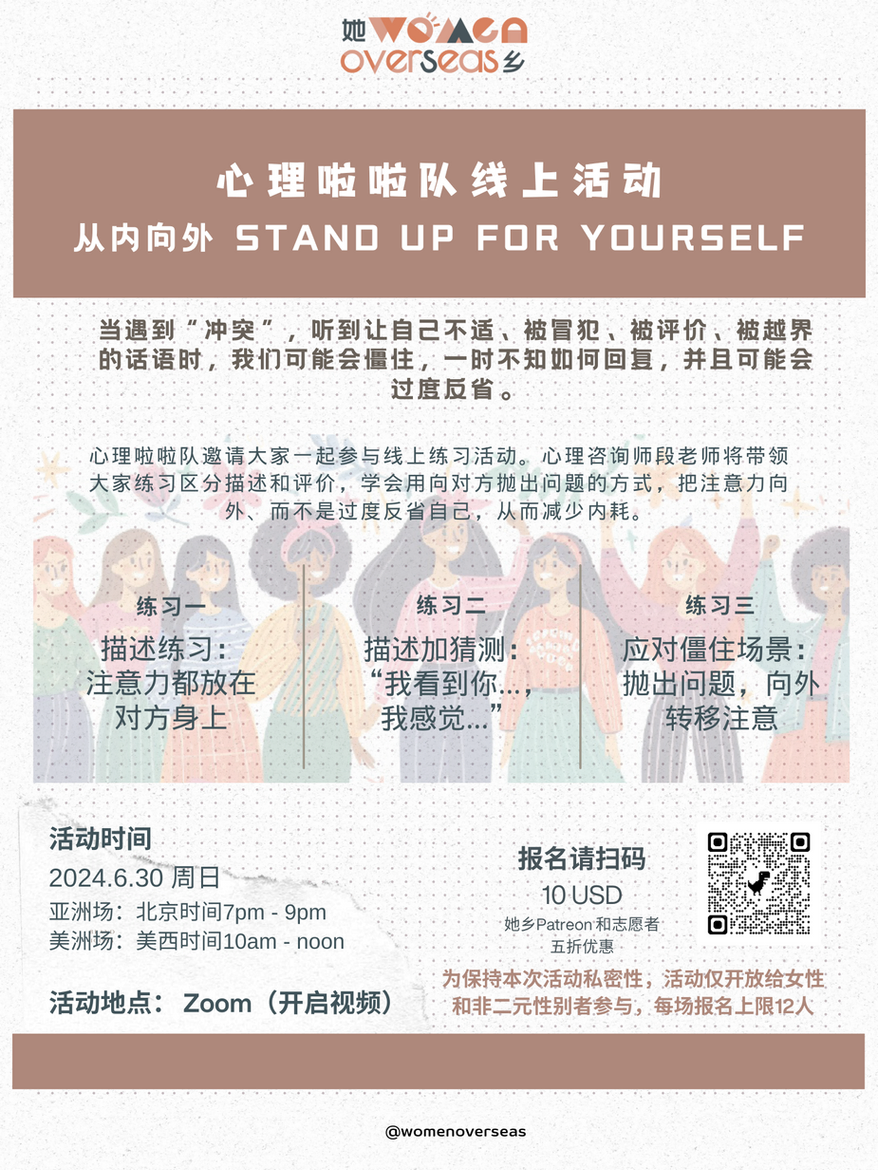 她WOMEN
overseas乡
心理啦啦队线上活动
从内向外 STAND UP FOR YOURSELF
当遇到“冲突”，听到让自己不适、被冒犯、被评价、被越界
的话语时，我们可能会僵住，一时不知如何回复，并且可能会
过度反省。
心理啦啦队邀请大家一起参与线上练习活动。心理咨询师段老师将带领
大家练习区分描述和评价，学会用向对方抛出问题的方式，把注意力向
外、而不是过度反省自己，从而减少内耗。
练习一
描述练习：
注意力都放在
对方身上
练习二
描述加猜测：
“我看到你...，
我感觉...”
练习三
应对僵住场景：
抛出问题，向外
转移注意
活动时间
2024.6.30 周日
亚洲场：北京时间7pm - 9pm
美洲场：美西时间10am - noon
活动地点： Zoom（开启视频）
报名请扫码
10 USD
她乡Patreon和志愿者
五折优惠
为保持本次活动私密性，活动仅开放给女性
和非二元性别者参与，每场报名上限12人
@womenoverseas